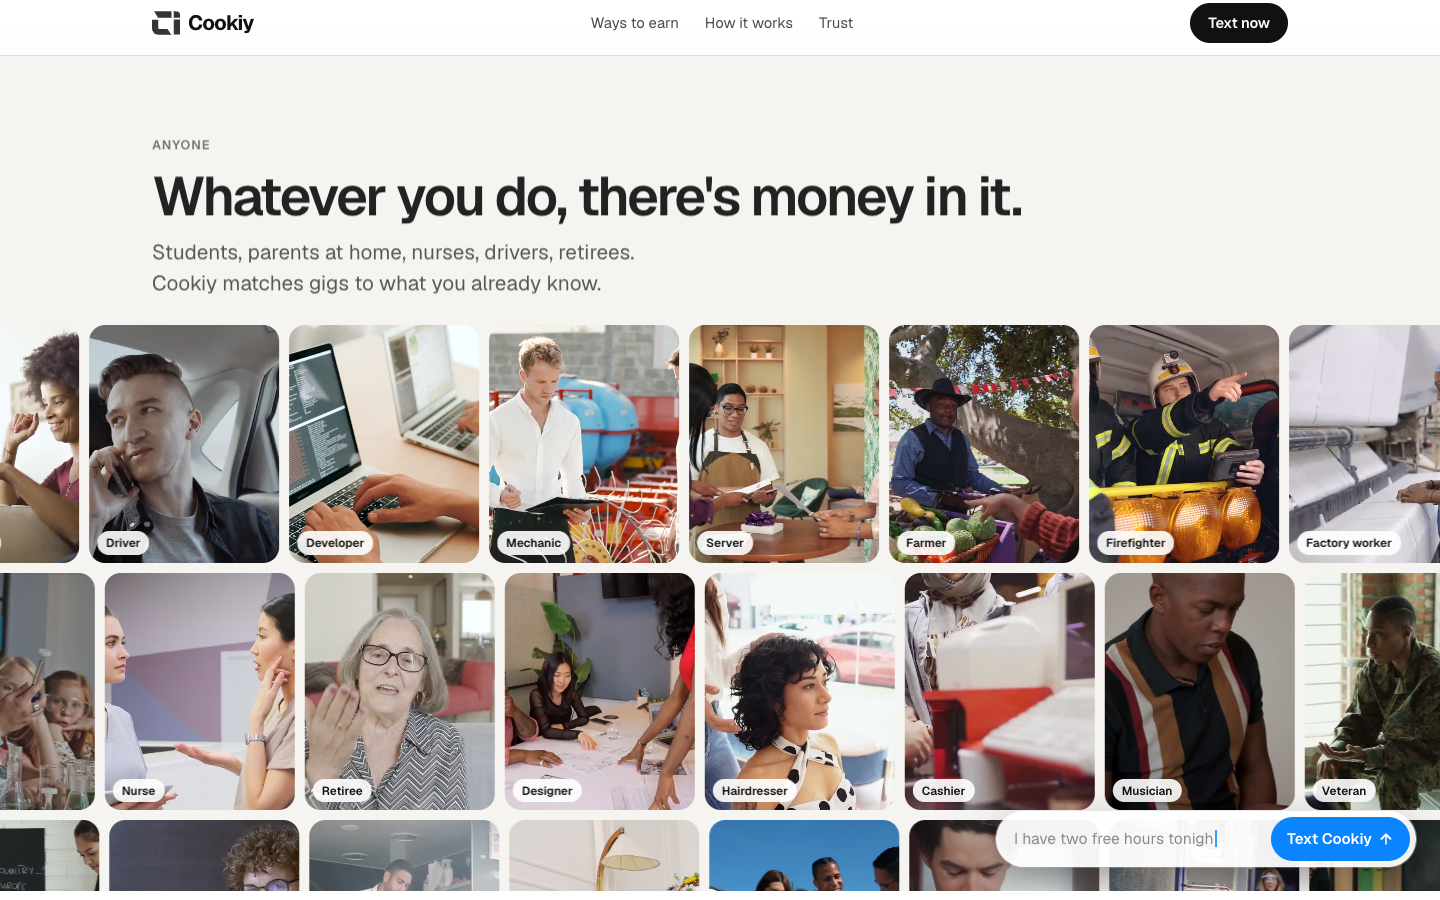 Cookiy
Ways to earn
How it works
Trust
Text now
ANYONE
Whatever you do, there's money in it.
Students, parents at home, nurses, drivers, retirees.
Cookiy matches gigs to what you already know.
Driver
Developer
Mechanic
Server
Farmer
Firefighter
Factory worker
Nurse
Retiree
Designer
Hairdresser
Cashier
Musician
Veteran
I have two free hours tonigh
Text Cookiy ↑